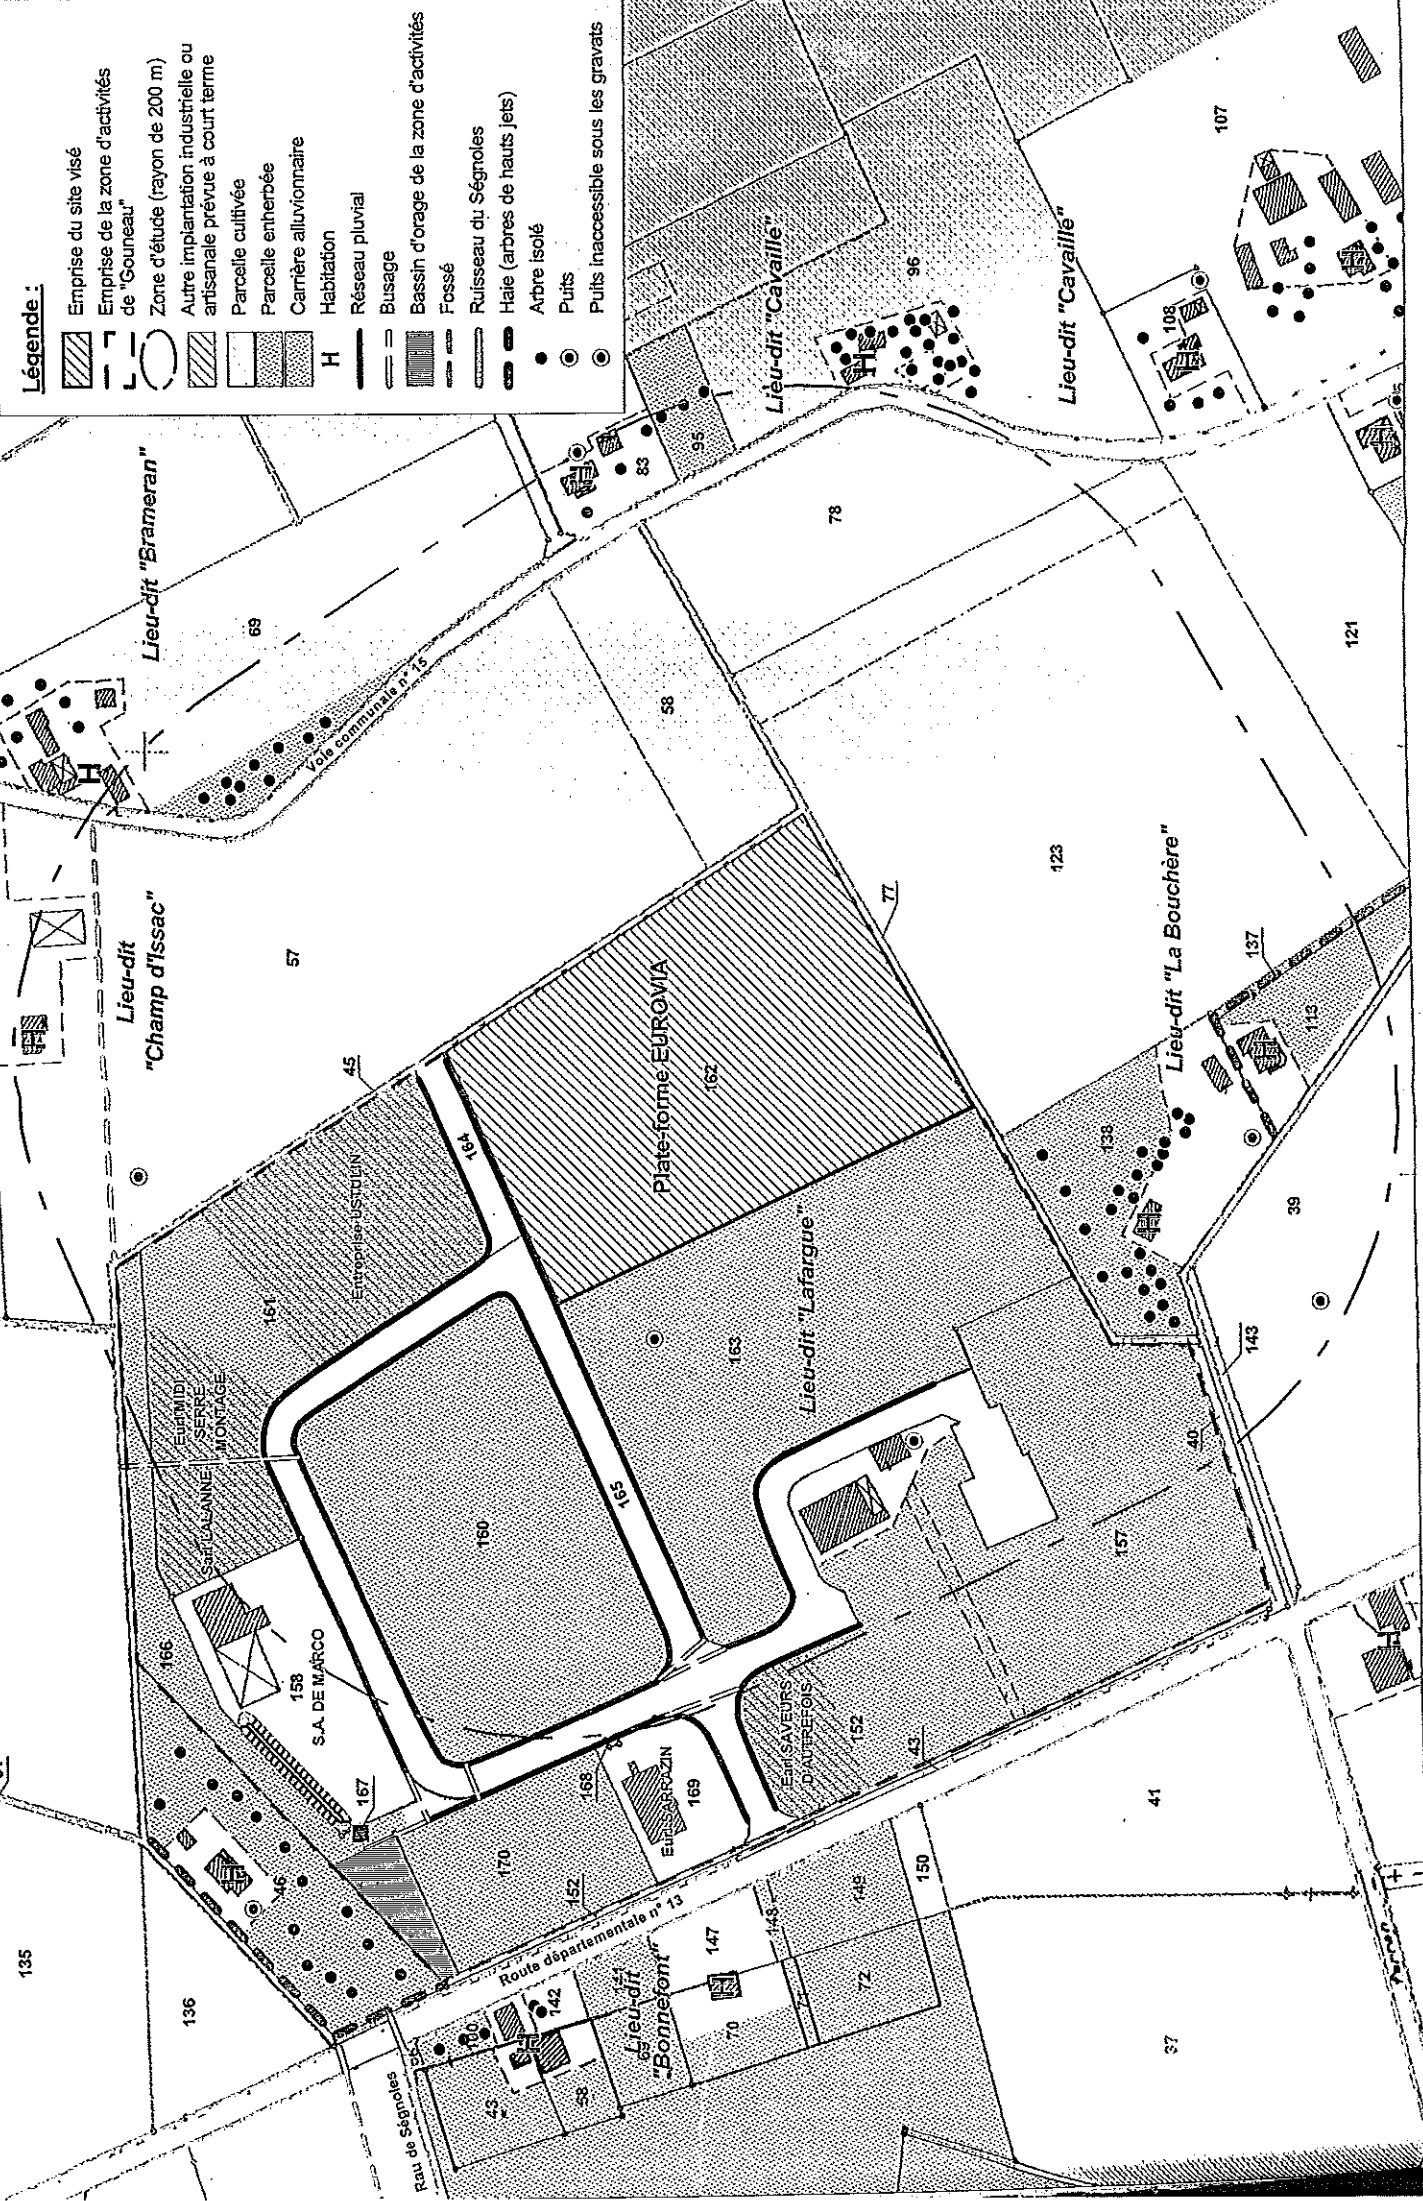 Légende :
Emprise du site visé
Emprise de la zone d'activités
de "Gouneau"
Zone d'étude (rayon de 200 m)
Autre implantation industrielle ou
artisanale prévue à court terme
Parcelle cultivée
Parcelle enherbée
Carrière alluvionnaire
H
Habitation
Réseau pluvial
Busage
Bassin d'orage de la zone d'activités
Fossé
Ruisseau du Ségnoles
Haie (arbres de hauts jets)
Arbre isolé
Puits
Puits inaccessible sous les gravats
Lieu-dit "Brameran"
69
Voie communale n° 15
H
Lieu-dit
"Champ d'Issac"
57
45
H
83
95
Lieu-dit "Cavaillé"
96
H
Lieu-dit "Cavaillé"
107
108
H
78
58
121
123
77
Plate-forme EUROVIA
162
164
Entreprise USTULIN
161
Eurl MIDI
SERRE
MONTAGE
Sarl LALANNE
Lieu-dit "La Bouchère"
137
113
138
39
143
40
Lieu-dit "Lafargue"
163
165
160
157
166
158
S.A. DE MARCO
167
46
135
136
168
Eurl SARRAZIN
169
170
152
Earl SAVEURS
D'AUTREFOIS
152
43
Route départementale n° 13
41
150
149
148
147
72
70
Lieu-dit
"Bonnefont"
142
H
58
43
Rau de Ségnoles
37
H